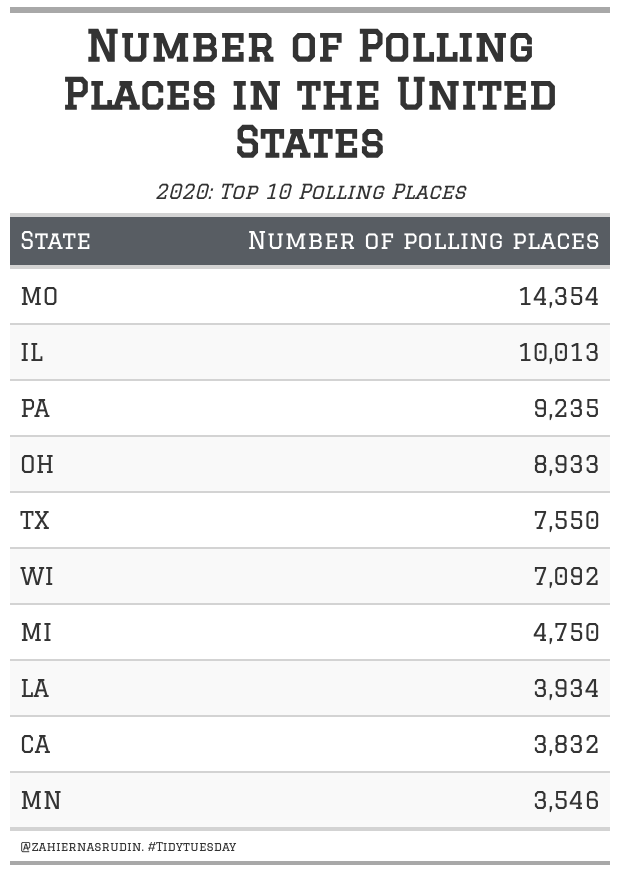 Number of Polling
Places in the United
States
2020: Top 10 Polling Places
State Number of polling places
MO 14,354
IL 10,013
PA 9,235
OH 8,933
TX 7,550
WI 7,092
MI 4,750
LA 3,934
CA 3,832
MN 3,546
@zahiernasrudin. #Tidytuesday